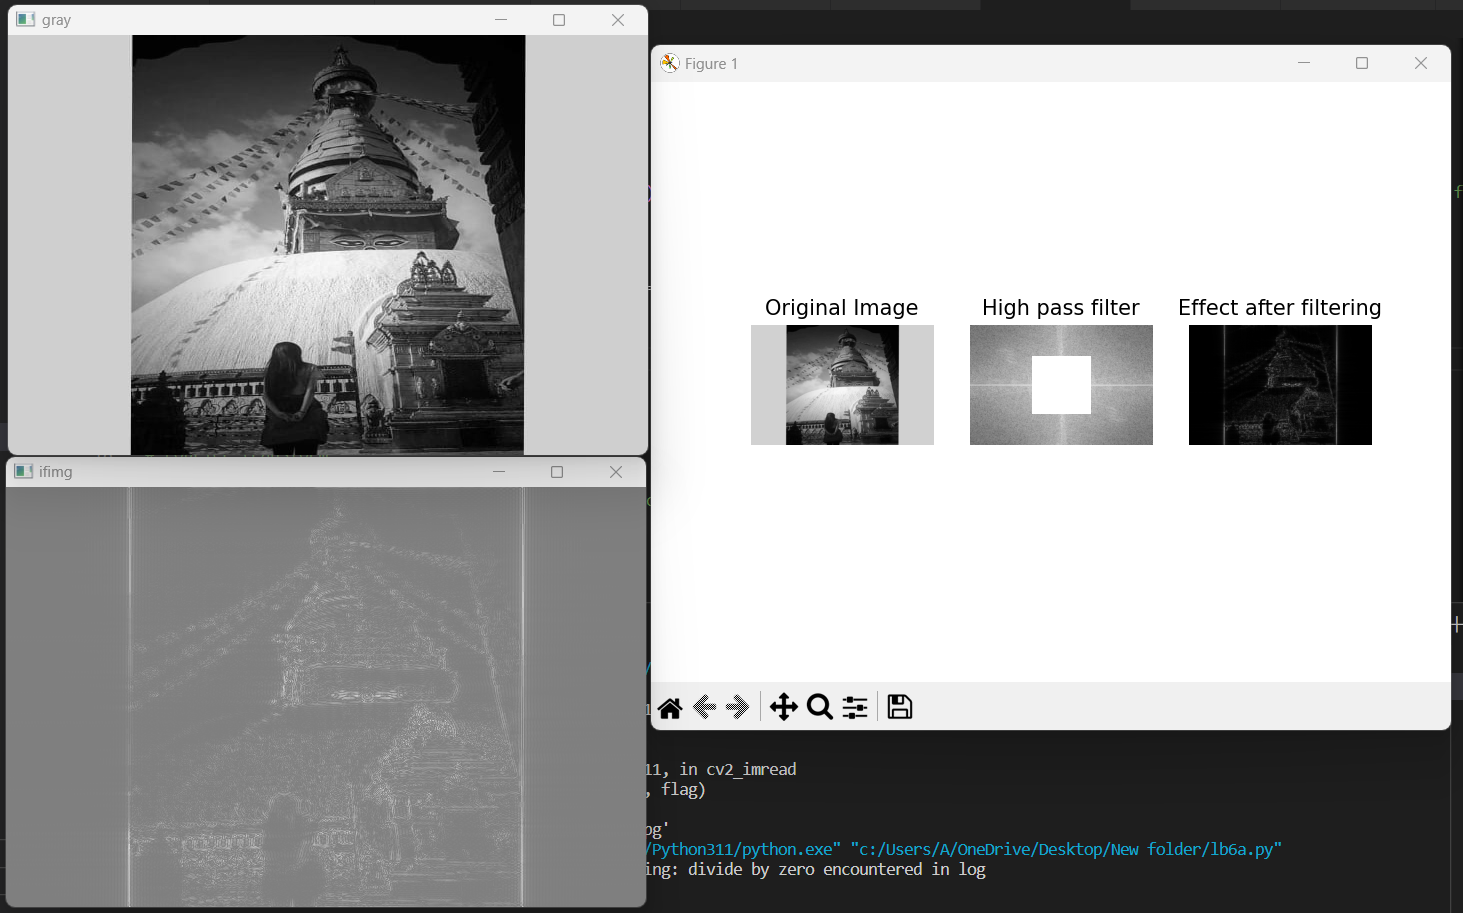 gray
Figure 1
Original Image
High pass filter
Effect after filtering
ifimg
11, in cv2_imread
, flag)
og'
/Python311/python.exe" "c:/Users/A/OneDrive/Desktop/New folder/lb6a.py"
ing: divide by zero encountered in log